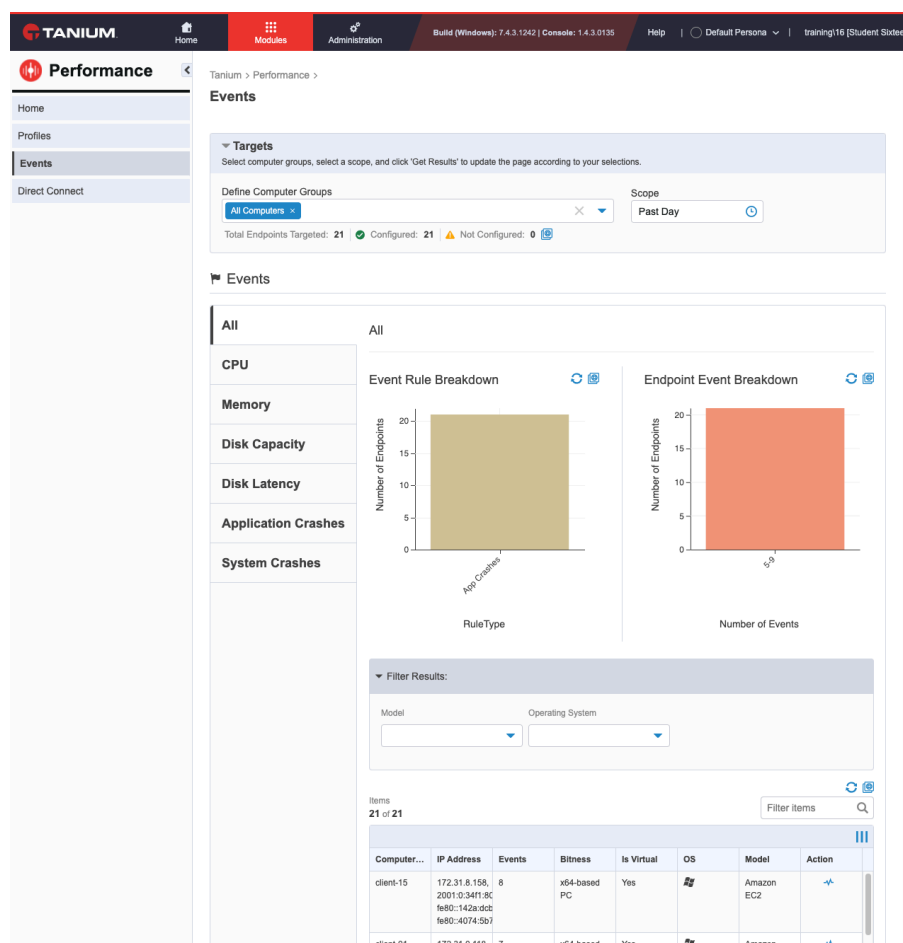 TANIUM
Home
Modules
Administration
Build (Windows): 7.4.3.1242 | Console: 1.4.3.0135
Help | Default Persona | training\16 [Student Sixtee
Performance
Home
Profiles
Events
Direct Connect
Tanium > Performance >
Events
Targets
Select computer groups, select a scope, and click 'Get Results' to update the page according to your selections.
Define Computer Groups
All Computers ×
Scope
Past Day
Total Endpoints Targeted: 21 Configured: 21 Not Configured: 0
Events
All
CPU
Memory
Disk Capacity
Disk Latency
Application Crashes
System Crashes
All
Event Rule Breakdown
Number of Endpoints
20
15
10
5
0
App Crashes
RuleType
Endpoint Event Breakdown
Number of Endpoints
20
15
10
5
0
5-9
Number of Events
Filter Results:
Model
Operating System
Items
21 of 21
Filter items
Computer... IP Address Events Bitness Is Virtual OS Model Action
client-15 172.31.8.158, 8 x64-based Yes Amazon
2001:0:34f1:80 PC EC2
fe80::142a:dcb
fe80::4074:5b7